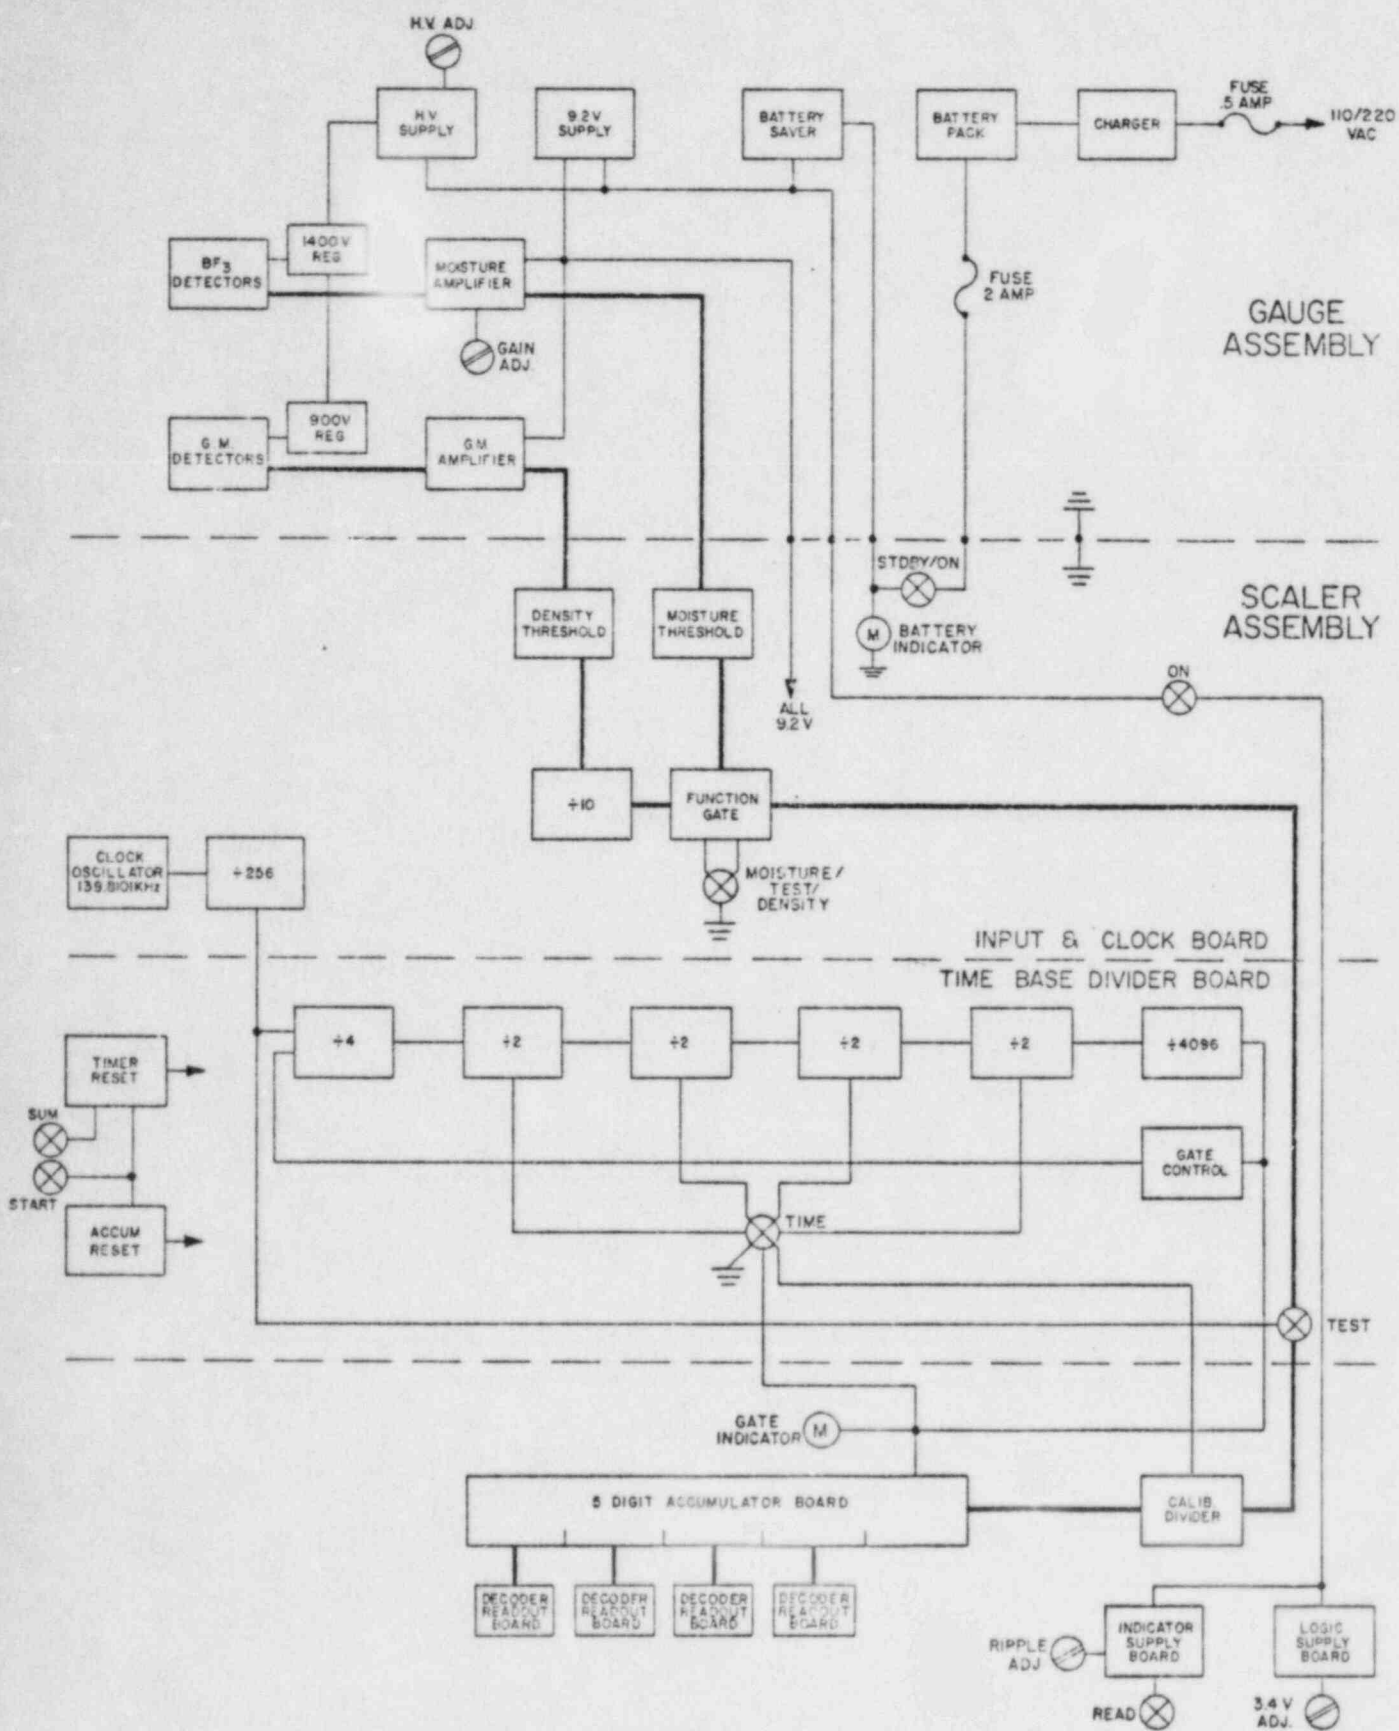 H.V. ADJ.
H.V.
SUPPLY
9.2V
SUPPLY
BATTERY
SAVER
BATTERY
PACK
CHARGER
FUSE
.5 AMP
110/220
VAC
1400V
REG
BF3
DETECTORS
MOISTURE
AMPLIFIER
FUSE
2 AMP
GAUGE
ASSEMBLY
GAIN
ADJ.
900V
REG
G.M.
DETECTORS
G.M.
AMPLIFIER
STDBY/ON
DENSITY
THRESHOLD
MOISTURE
THRESHOLD
M
BATTERY
INDICATOR
SCALER
ASSEMBLY
ON
ALL
9.2V
÷10
FUNCTION
GATE
CLOCK
OSCILLATOR
139.8101KHz
÷256
MOISTURE/
TEST/
DENSITY
INPUT & CLOCK BOARD
TIME BASE DIVIDER BOARD
÷4
÷2
÷2
÷2
÷2
÷4096
TIMER
RESET
SUM
START
GATE
CONTROL
ACCUM
RESET
TIME
TEST
GATE
INDICATOR
M
5 DIGIT ACCUMULATOR BOARD
CALIB.
DIVIDER
DECODER
READOUT
BOARD
DECODER
READOUT
BOARD
DECODER
READOUT
BOARD
DECODER
READOUT
BOARD
RIPPLE
ADJ
INDICATOR
SUPPLY
BOARD
LOGIC
SUPPLY
BOARD
READ
3.4 V
ADJ.